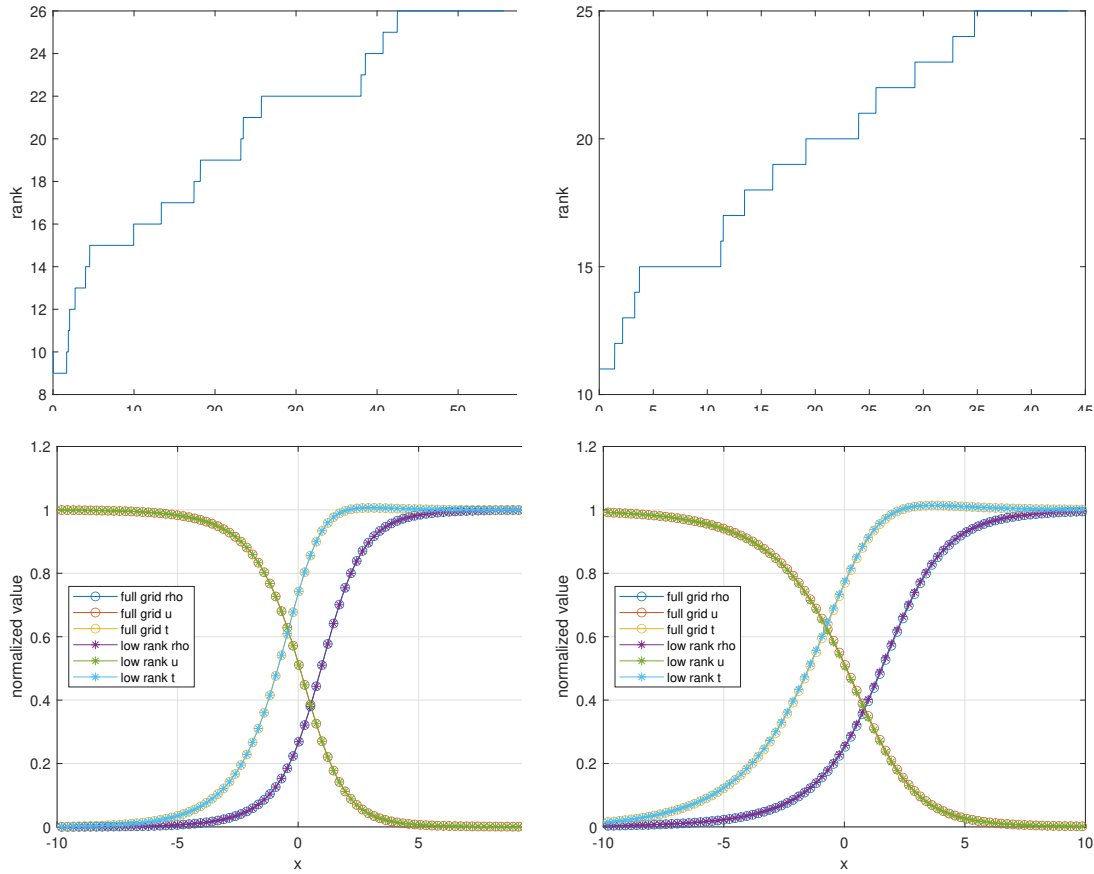 26
24
22
20
18
16
14
12
10
8
rank
0 10 20 30 40 50
25
20
15
10
rank
0 5 10 15 20 25 30 35 40 45
1.2
1
0.8
0.6
0.4
0.2
0
normalized value
full grid rho
full grid u
full grid t
low rank rho
low rank u
low rank t
-10 -5 0 5
x
1.2
1
0.8
0.6
0.4
0.2
0
normalized value
full grid rho
full grid u
full grid t
low rank rho
low rank u
low rank t
-10 -5 0 5 10
x